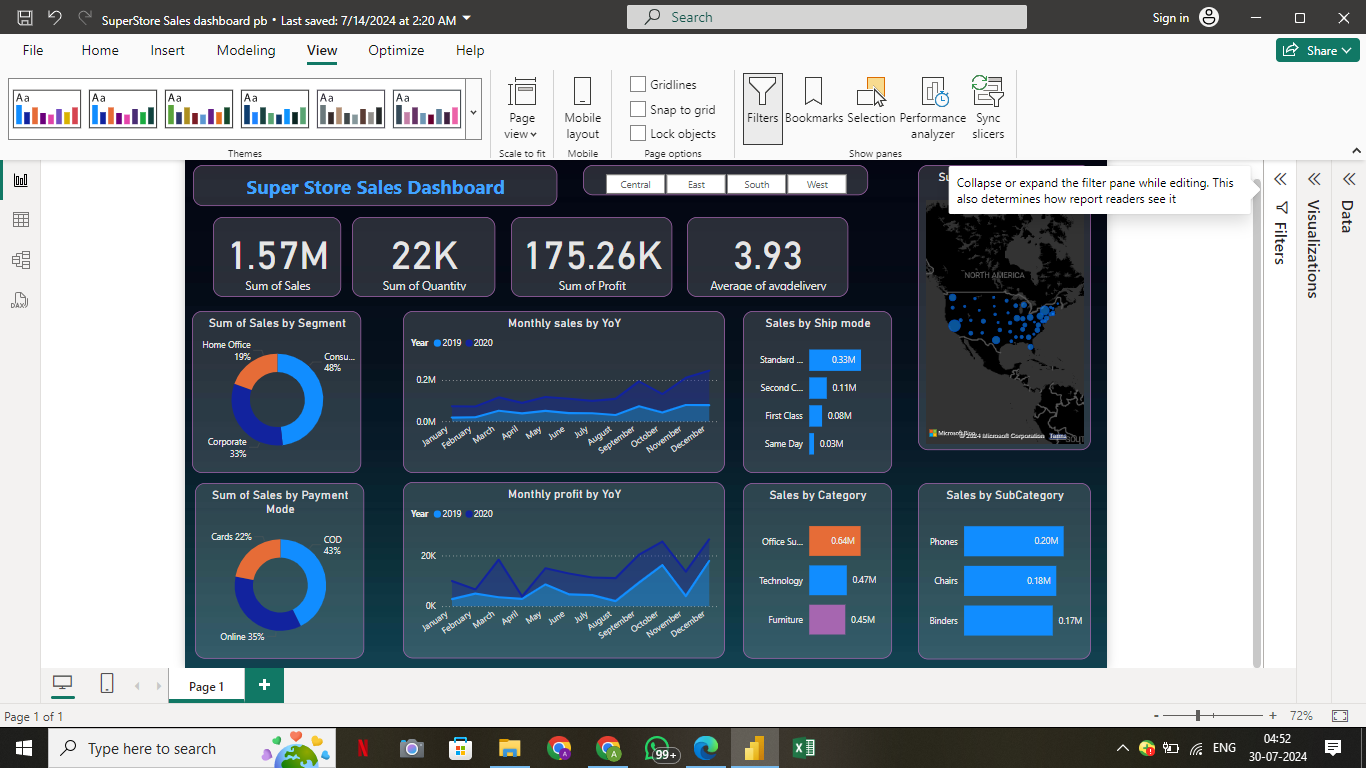 SuperStore Sales dashboard pb • Last saved: 7/14/2024 at 2:20 AM
Search
Sign in
File Home Insert Modeling View Optimize Help
Share
Aa Aa Aa Aa Aa Aa
Themes
Page view
Scale to fit
Mobile layout
Mobile
Gridlines
Snap to grid
Lock objects
Page options
Filters
Bookmarks
Selection
Performance analyzer
Sync slicers
Show panes
DAX
Super Store Sales Dashboard
Central East South West
Su
Collapse or expand the filter pane while editing. This
also determines how report readers see it
Filters
Visualizations
Data
1.57M
Sum of Sales
22K
Sum of Quantity
175.26K
Sum of Profit
3.93
Average of avgdelivery
NORTH AMERICA
Microsoft Bing
© 2024 Microsoft Corporation Terms
SOUT
Sum of Sales by Segment
Home Office
19%
Consu...
48%
Corporate
33%
Monthly sales by YoY
Year 2019 2020
0.2M
0.0M
January February March April May June July August September October November December
Sales by Ship mode
Standard ... 0.33M
Second C... 0.11M
First Class 0.08M
Same Day 0.03M
Sum of Sales by Payment
Mode
Cards 22%
COD
43%
Online 35%
Monthly profit by YoY
Year 2019 2020
20K
0K
January February March April May June July August September October November December
Sales by Category
Office Su... 0.64M
Technology 0.47M
Furniture 0.45M
Sales by SubCategory
Phones 0.20M
Chairs 0.18M
Binders 0.17M
Page 1
+
Page 1 of 1
- + 72%
Type here to search
99+
ENG
04:52
30-07-2024